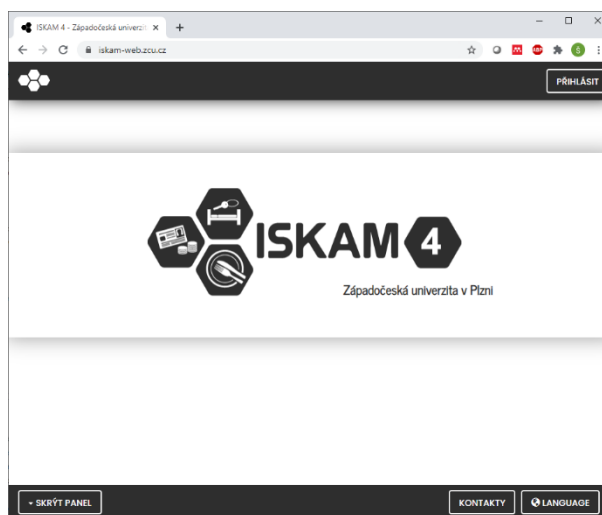 ISKAM 4 - Západočeská univerzit
iskam-web.zcu.cz
PŘIHLÁSIT
ISKAM 4
Západočeská univerzita v Plzni
SKRÝT PANEL
KONTAKTY
LANGUAGE